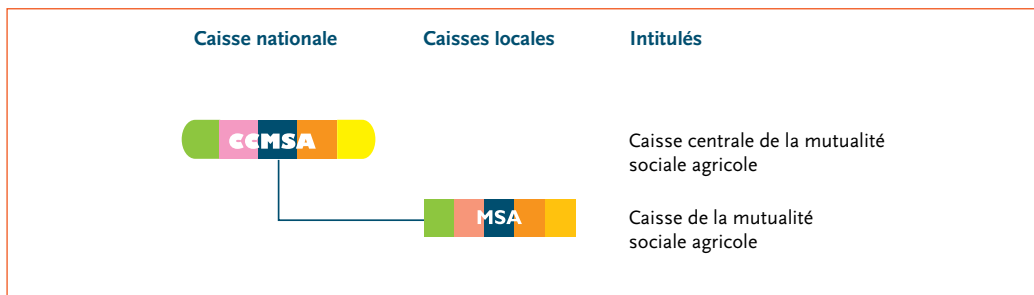 Caisse nationale Caisses locales Intitulés
CCMSA
Caisse centrale de la mutualité
sociale agricole
MSA
Caisse de la mutualité
sociale agricole